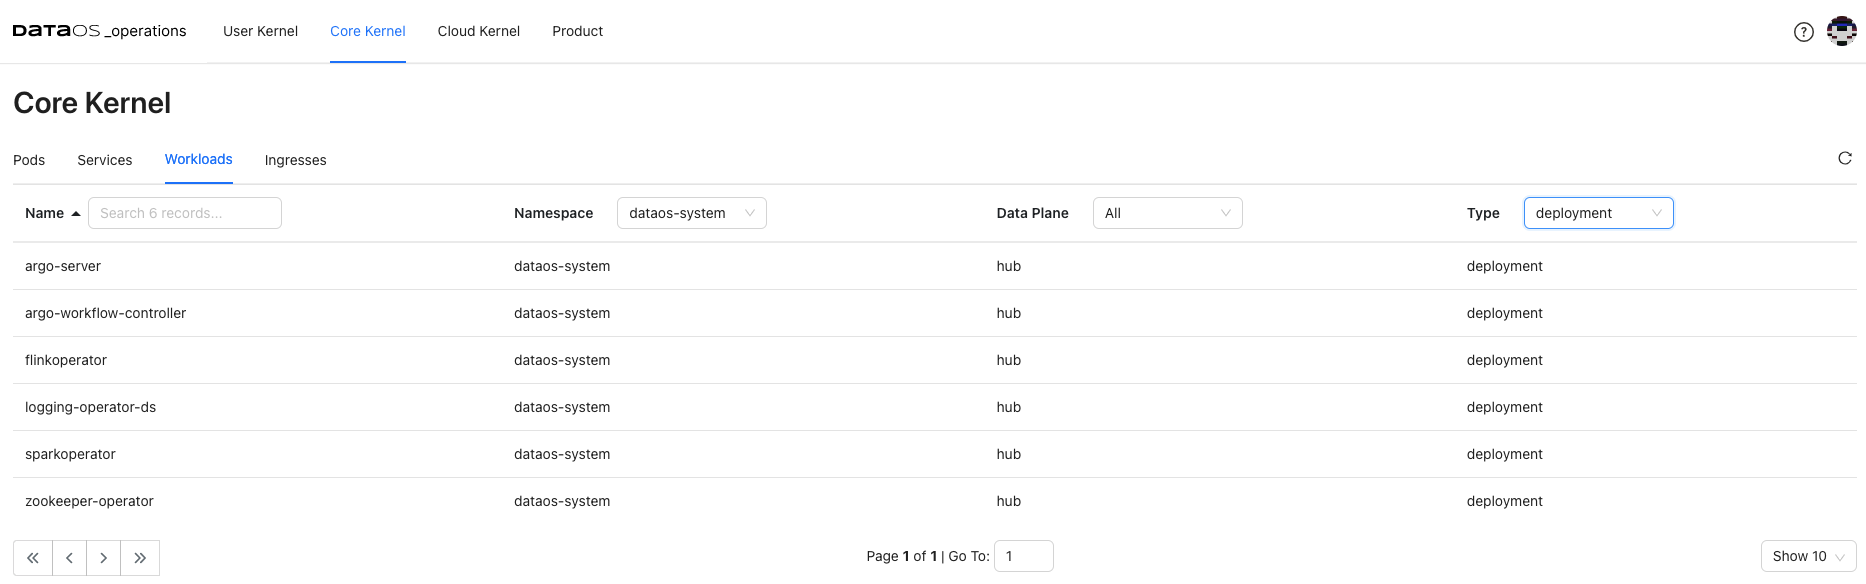 DATAOS _operations User Kernel Core Kernel Cloud Kernel Product ?
Core Kernel
Pods Services Workloads Ingresses
Name Search 6 records... Namespace dataos-system Data Plane All Type deployment
argo-server dataos-system hub deployment
argo-workflow-controller dataos-system hub deployment
flinkoperator dataos-system hub deployment
logging-operator-ds dataos-system hub deployment
sparkoperator dataos-system hub deployment
zookeeper-operator dataos-system hub deployment
Page 1 of 1 | Go To: 1 Show 10